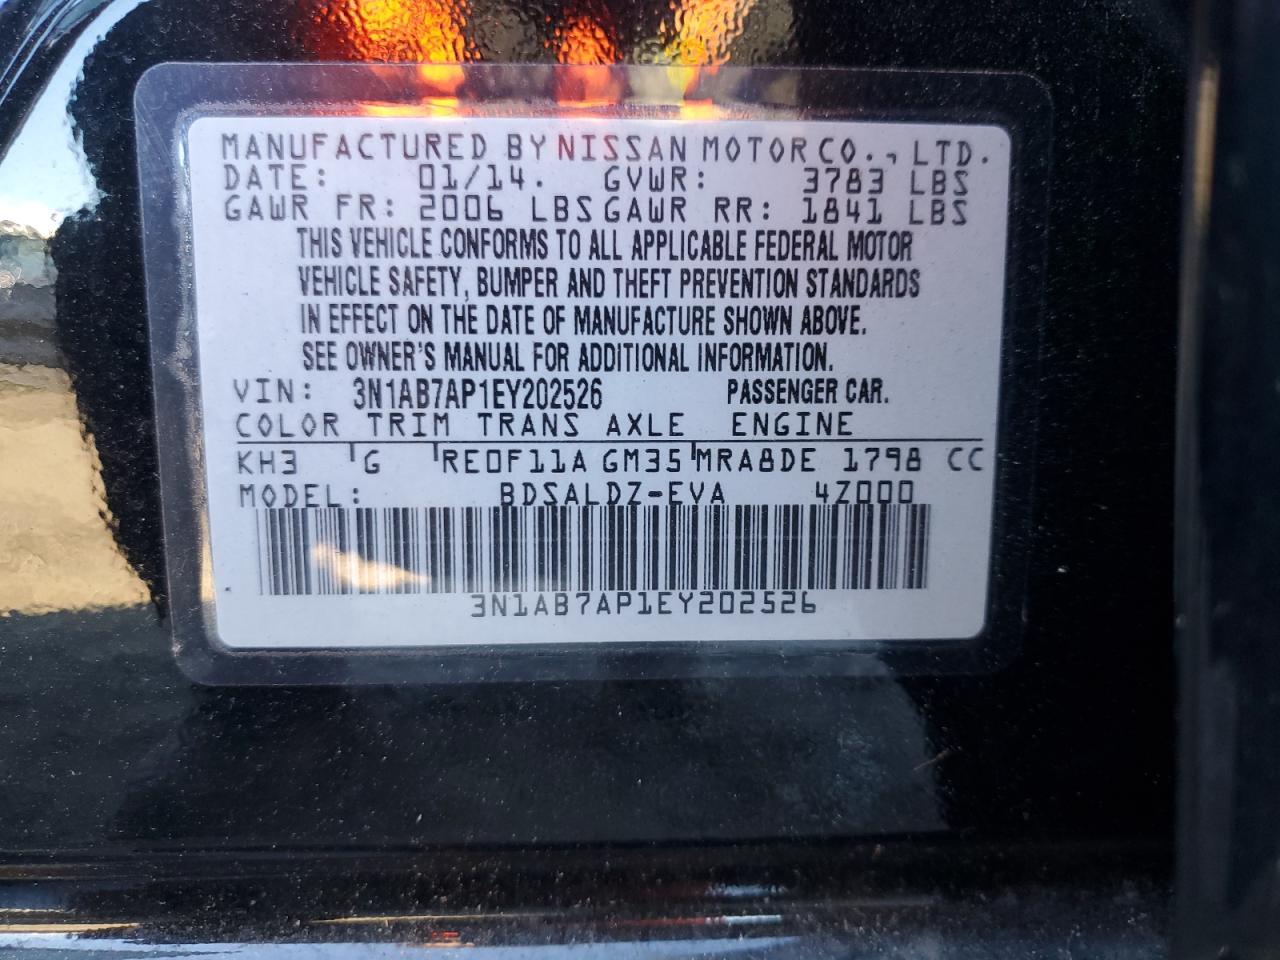 MANUFACTURED BY NISSAN MOTOR CO., LTD.
DATE: 01/14. GVWR: 3783 LBS
GAWR FR: 2006 LBS GAWR RR: 1841 LBS
THIS VEHICLE CONFORMS TO ALL APPLICABLE FEDERAL MOTOR
VEHICLE SAFETY, BUMPER AND THEFT PREVENTION STANDARDS
IN EFFECT ON THE DATE OF MANUFACTURE SHOWN ABOVE.
SEE OWNER'S MANUAL FOR ADDITIONAL INFORMATION.
VIN: 3N1AB7AP1EY202526 PASSENGER CAR.
COLOR TRIM TRANS AXLE ENGINE
KH3 G RE0F11A GM35 MRA8DE 1798 CC
MODEL: BDSALDZ-EVA 4Z000
3N1AB7AP1EY202526